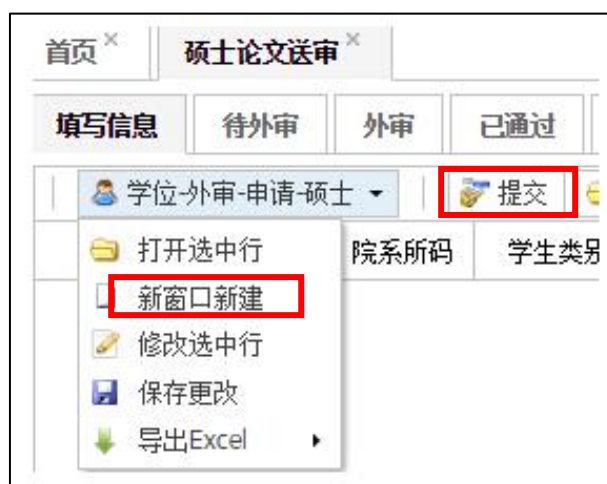 首页 硕士论文送审
填写信息 待外审 外审 已通过
学位-外审-申请-硕士 提交
打开选中行 院系所码 学生类别
新窗口新建
修改选中行
保存更改
导出Excel